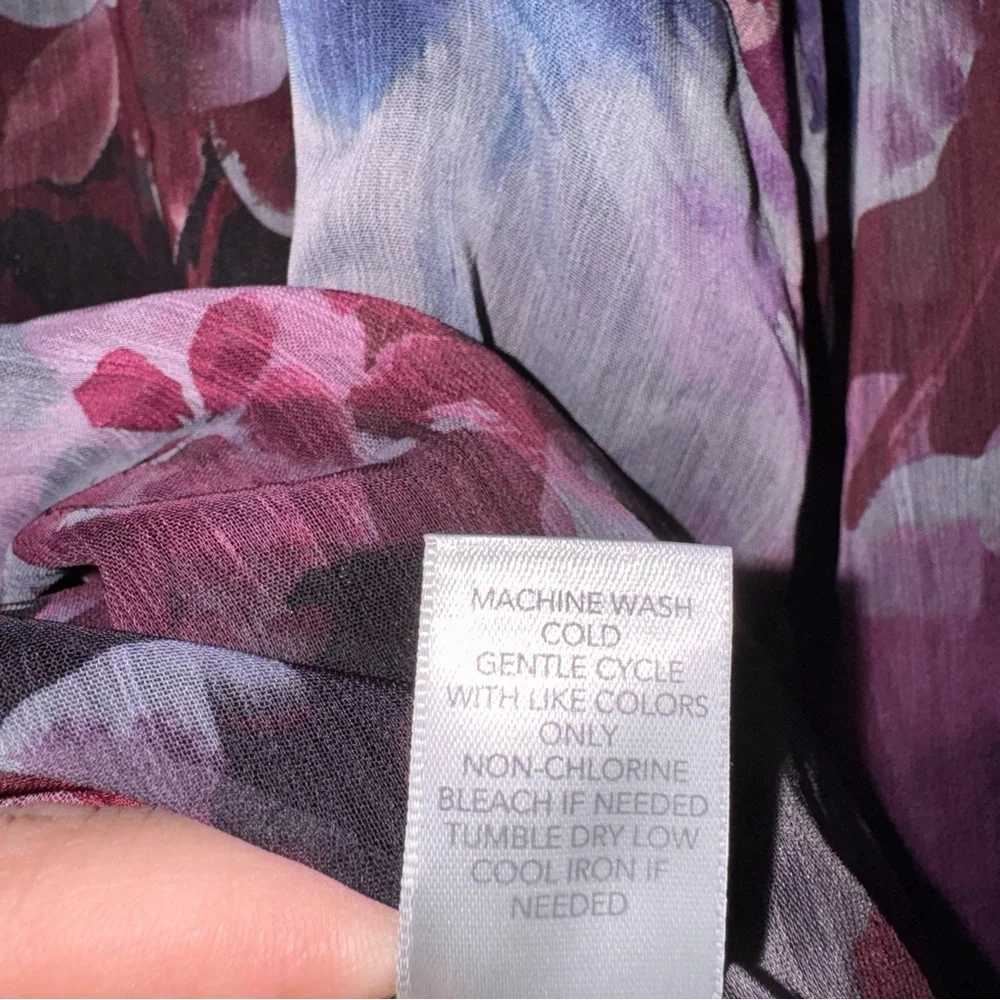 MACHINE WASH
COLD
GENTLE CYCLE
WITH LIKE COLORS
ONLY
NON-CHLORINE
BLEACH IF NEEDED
TUMBLE DRY LOW
COOL IRON IF
NEEDED